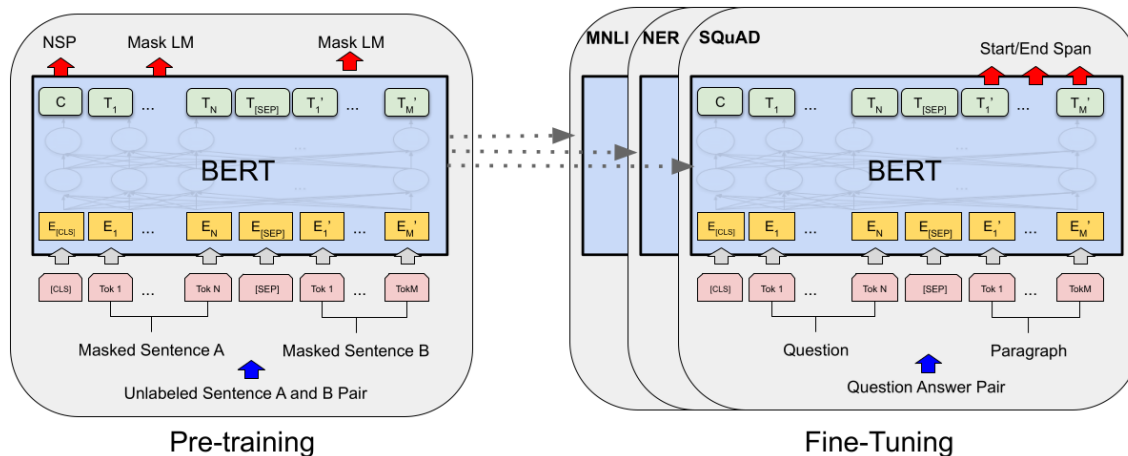 NSP Mask LM Mask LM
C T1 ... TN T[SEP] T1' ... TM'
BERT
E[CLS] E1 ... EN E[SEP] E1' ... EM'
[CLS] Tok 1 ... Tok N [SEP] Tok 1 ... TokM
Masked Sentence A Masked Sentence B
Unlabeled Sentence A and B Pair
Pre-training
MNLI NER SQuAD
Start/End Span
C T1 ... TN T[SEP] T1' ... TM'
BERT
E[CLS] E1 ... EN E[SEP] E1' ... EM'
[CLS] Tok 1 ... Tok N [SEP] Tok 1 ... TokM
Question Paragraph
Question Answer Pair
Fine-Tuning